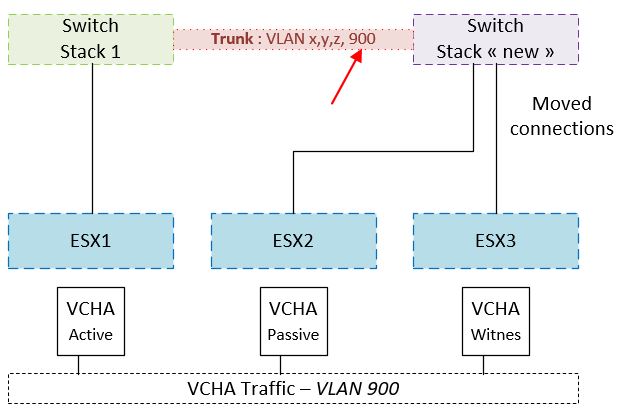 Switch
Stack 1
Trunk : VLAN x,y,z, 900
Switch
Stack « new »
Moved
connections
ESX1
ESX2
ESX3
VCHA
Active
VCHA
Passive
VCHA
Witnes
VCHA Traffic – VLAN 900